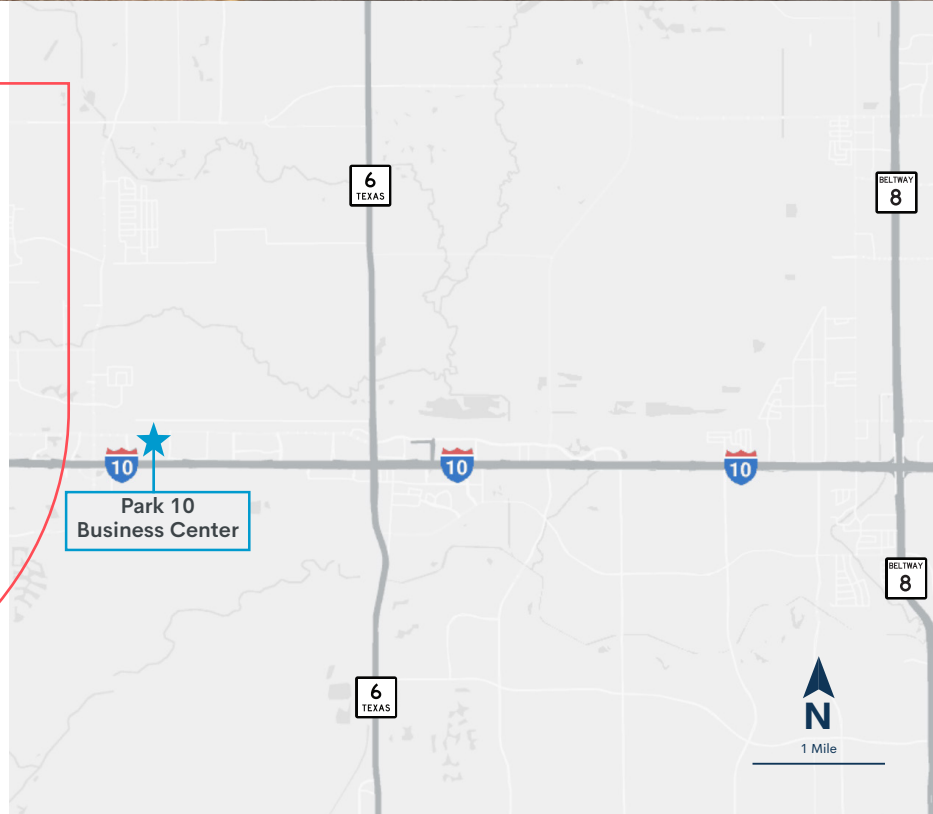 6
TEXAS
BELTWAY
8
10
10
10
Park 10
Business Center
BELTWAY
8
6
TEXAS
N
1 Mile